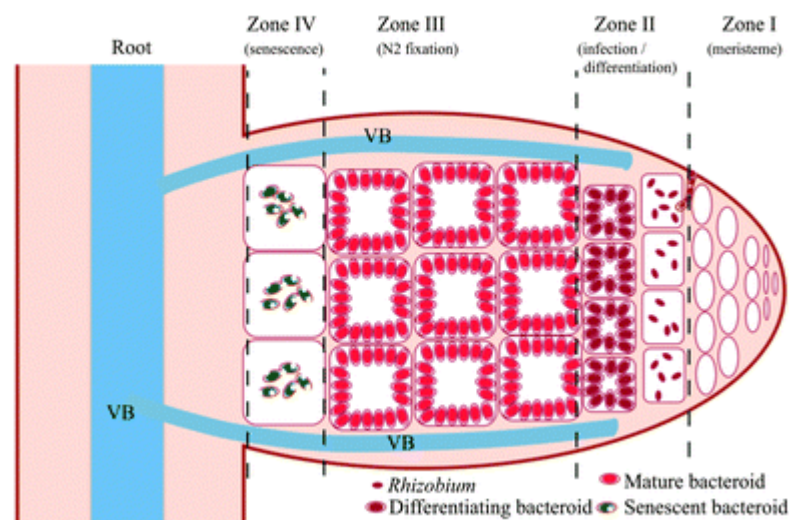 Root
Zone IV
(senescence)
Zone III
(N2 fixation)
Zone II
(infection /
differentiation)
Zone I
(meristeme)
VB
VB
VB
Rhizobium
Mature bacteroid
Differentiating bacteroid
Senescent bacteroid